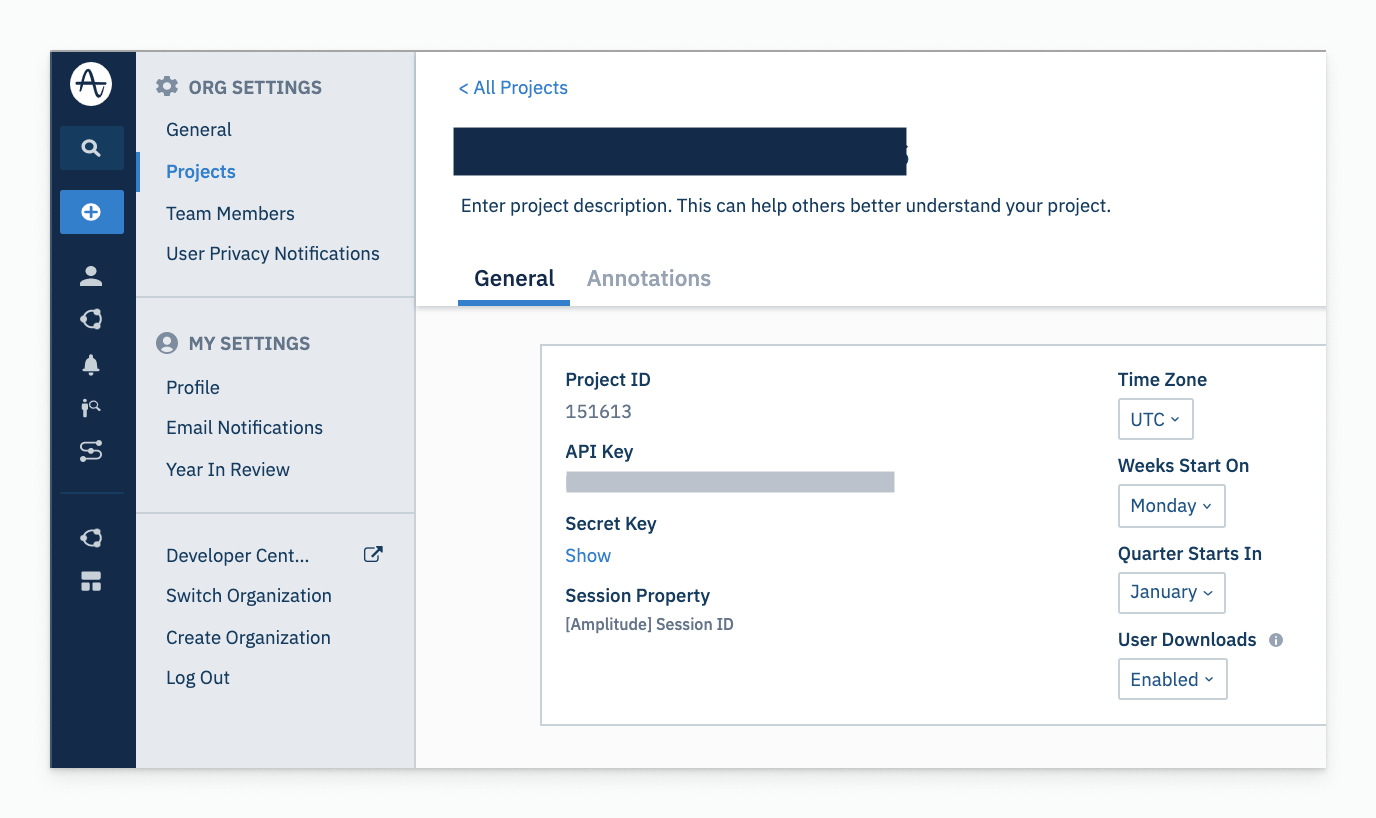 ORG SETTINGS
General
Projects
Team Members
User Privacy Notifications
MY SETTINGS
Profile
Email Notifications
Year In Review
Developer Cent...
Switch Organization
Create Organization
Log Out
< All Projects
Enter project description. This can help others better understand your project.
General
Annotations
Project ID
151613
API Key
Secret Key
Show
Session Property
[Amplitude] Session ID
Time Zone
UTC
Weeks Start On
Monday
Quarter Starts In
January
User Downloads
Enabled